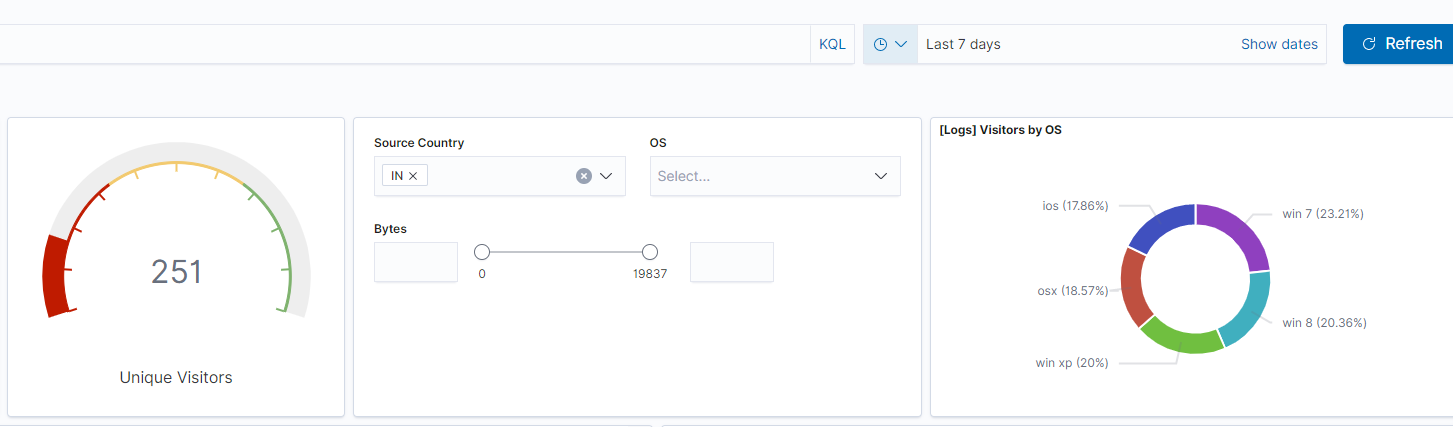 KQL
Last 7 days
Show dates
Refresh
251
Unique Visitors
Source Country
IN
OS
Select...
Bytes
0
19837
[Logs] Visitors by OS
ios (17.86%)
win 7 (23.21%)
osx (18.57%)
win 8 (20.36%)
win xp (20%)